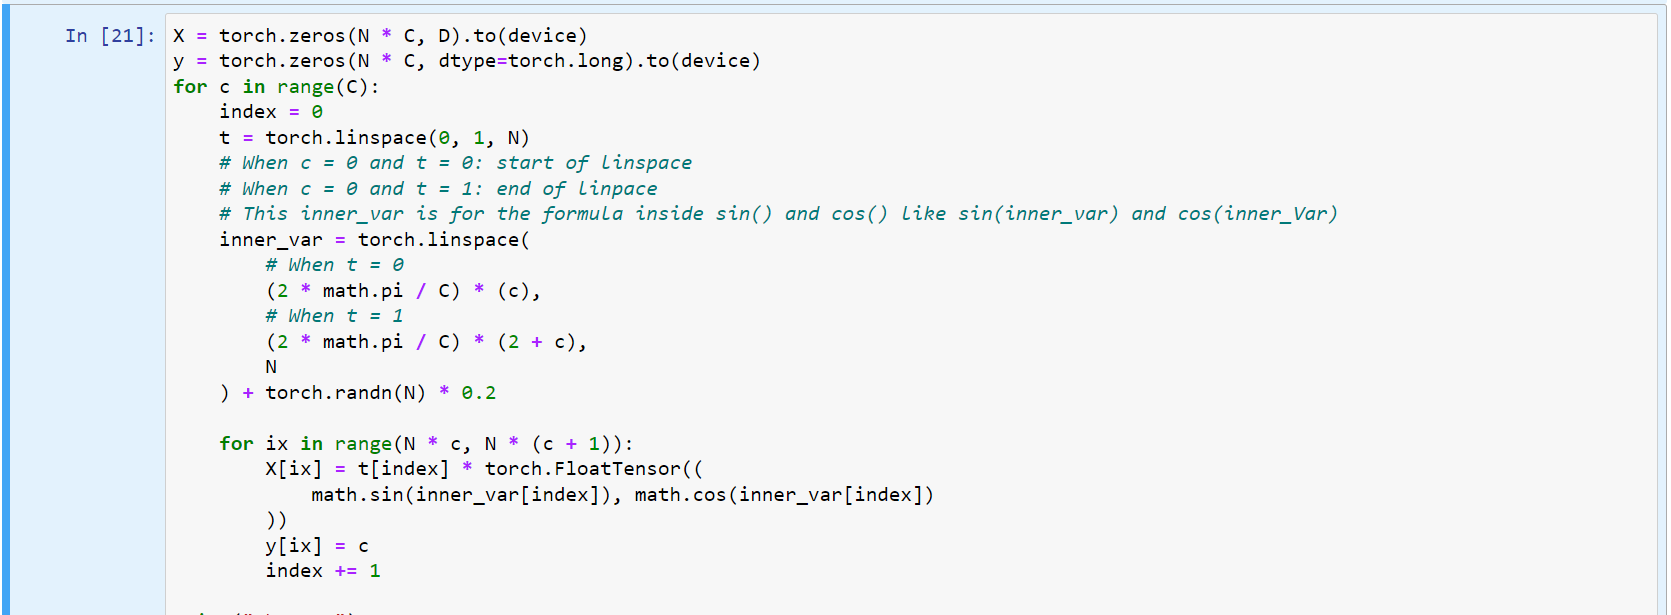 In [21]: X = torch.zeros(N * C, D).to(device)
y = torch.zeros(N * C, dtype=torch.long).to(device)
for c in range(C):
    index = 0
    t = torch.linspace(0, 1, N)
    # When c = 0 and t = 0: start of linspace
    # When c = 0 and t = 1: end of linpace
    # This inner_var is for the formula inside sin() and cos() like sin(inner_var) and cos(inner_Var)
    inner_var = torch.linspace(
        # When t = 0
        (2 * math.pi / C) * (c),
        # When t = 1
        (2 * math.pi / C) * (2 + c),
        N
    ) + torch.randn(N) * 0.2
    for ix in range(N * c, N * (c + 1)):
        X[ix] = t[index] * torch.FloatTensor((
            math.sin(inner_var[index]), math.cos(inner_var[index])
        ))
        y[ix] = c
        index += 1